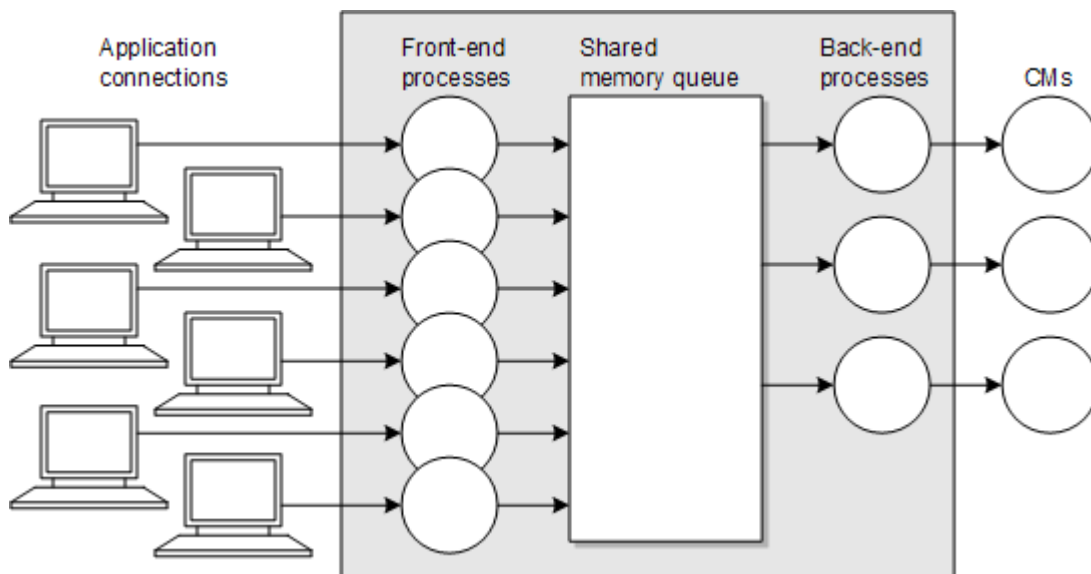 Application
connections
Front-end
processes
Shared
memory queue
Back-end
processes
CMs